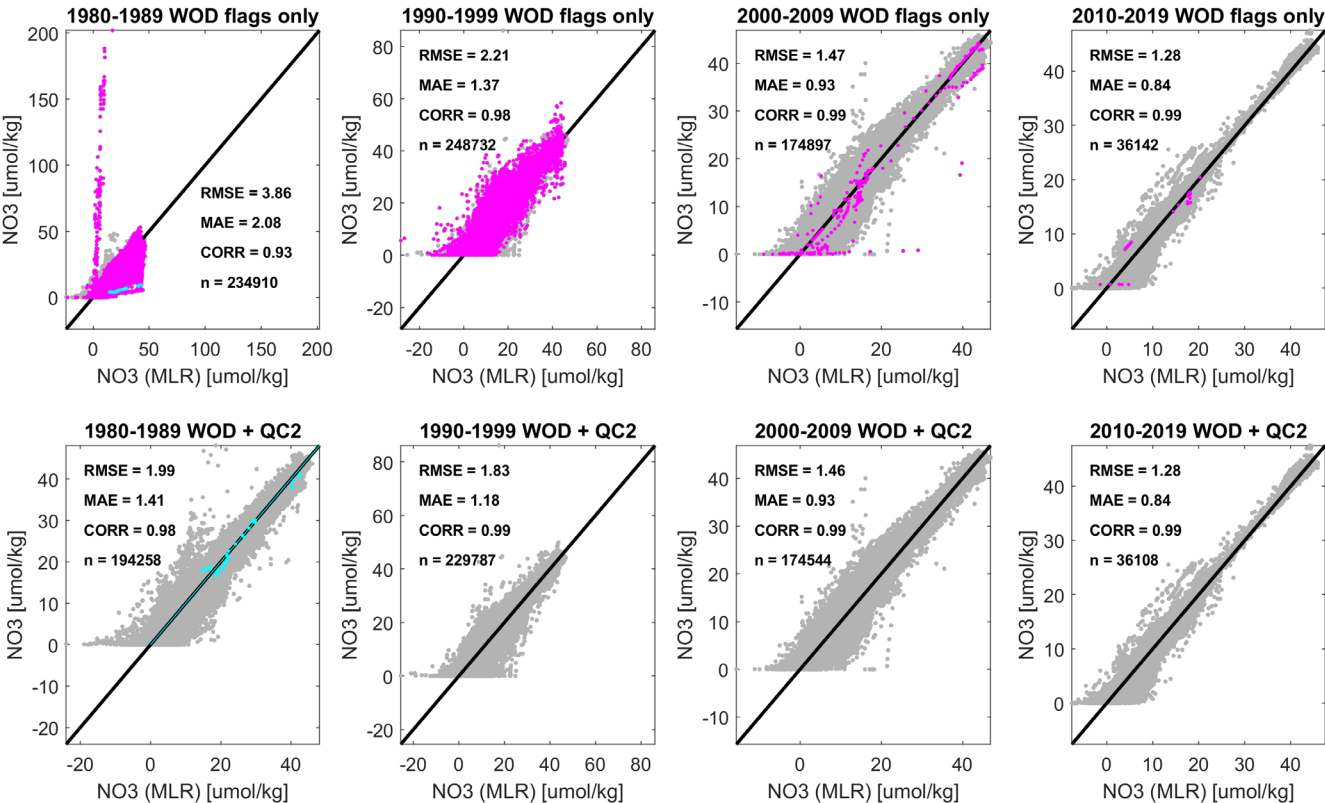 1980-1989 WOD flags only
200
150
100
50
0
NO3 [umol/kg]
RMSE = 3.86
MAE = 2.08
CORR = 0.93
n = 234910
0 50 100 150 200
NO3 (MLR) [umol/kg]
1990-1999 WOD flags only
80
60
40
20
0
-20
NO3 [umol/kg]
RMSE = 2.21
MAE = 1.37
CORR = 0.98
n = 248732
-20 0 20 40 60 80
NO3 (MLR) [umol/kg]
2000-2009 WOD flags only
40
30
20
10
0
-10
NO3 [umol/kg]
RMSE = 1.47
MAE = 0.93
CORR = 0.99
n = 174897
0 20 40
NO3 (MLR) [umol/kg]
2010-2019 WOD flags only
40
30
20
10
0
NO3 [umol/kg]
RMSE = 1.28
MAE = 0.84
CORR = 0.99
n = 36142
0 20 40
NO3 (MLR) [umol/kg]
1980-1989 WOD + QC2
40
30
20
10
0
-10
-20
NO3 [umol/kg]
RMSE = 1.99
MAE = 1.41
CORR = 0.98
n = 194258
-20 0 20 40
NO3 (MLR) [umol/kg]
1990-1999 WOD + QC2
80
60
40
20
0
-20
NO3 [umol/kg]
RMSE = 1.83
MAE = 1.18
CORR = 0.99
n = 229787
-20 0 20 40 60 80
NO3 (MLR) [umol/kg]
2000-2009 WOD + QC2
40
30
20
10
0
-10
NO3 [umol/kg]
RMSE = 1.46
MAE = 0.93
CORR = 0.99
n = 174544
0 20 40
NO3 (MLR) [umol/kg]
2010-2019 WOD + QC2
40
30
20
10
0
NO3 [umol/kg]
RMSE = 1.28
MAE = 0.84
CORR = 0.99
n = 36108
0 20 40
NO3 (MLR) [umol/kg]